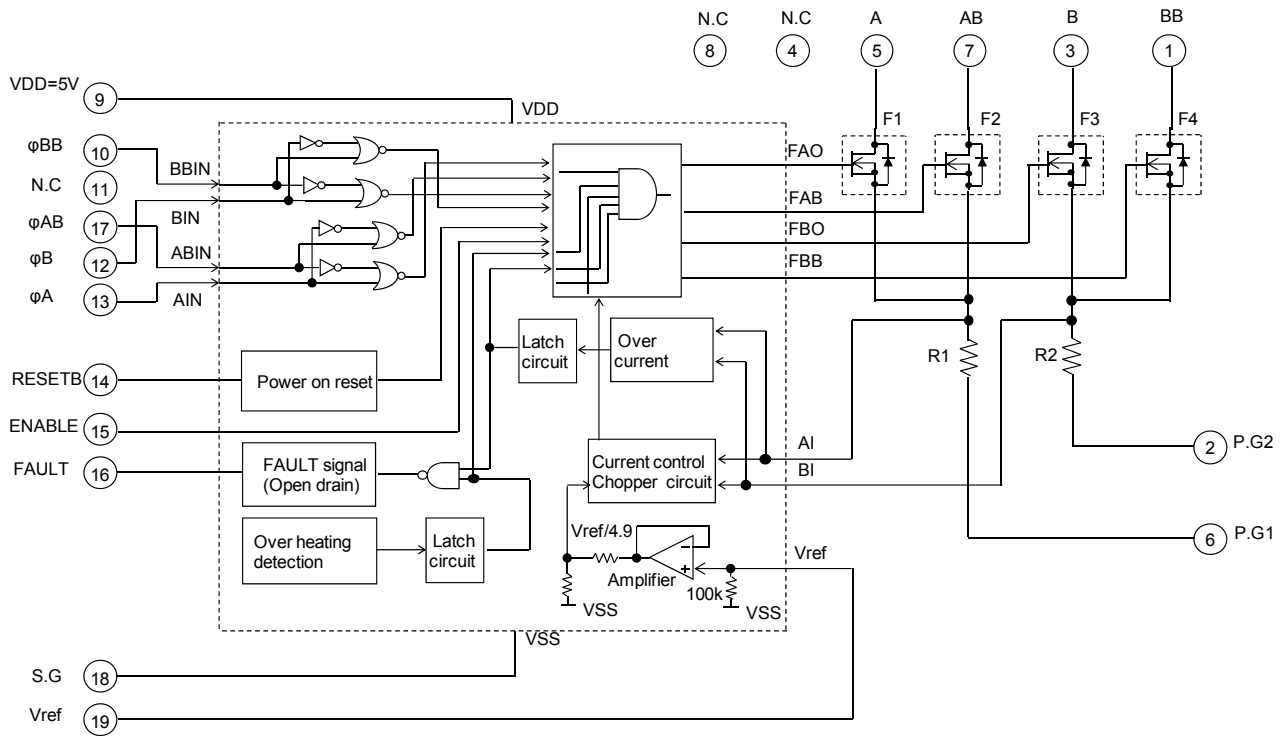 N.C
N.C
A
AB
B
BB
8
4
5
7
3
1
VDD=5V
9
VDD
F1
F2
F3
F4
φBB
10
BBIN
FAO
N.C
11
FAB
BIN
φAB
17
ABIN
FBO
φB
12
FBB
φA
13
AIN
Latch
circuit
Over
current
R1
R2
RESETB
14
Power on reset
ENABLE
15
AI
2
P.G2
FAULT
16
FAULT signal
(Open drain)
Current control
Chopper circuit
BI
Over heating
detection
Latch
circuit
Vref/4.9
Vref
6
P.G1
Amplifier
100k
VSS
VSS
VSS
S.G
18
Vref
19